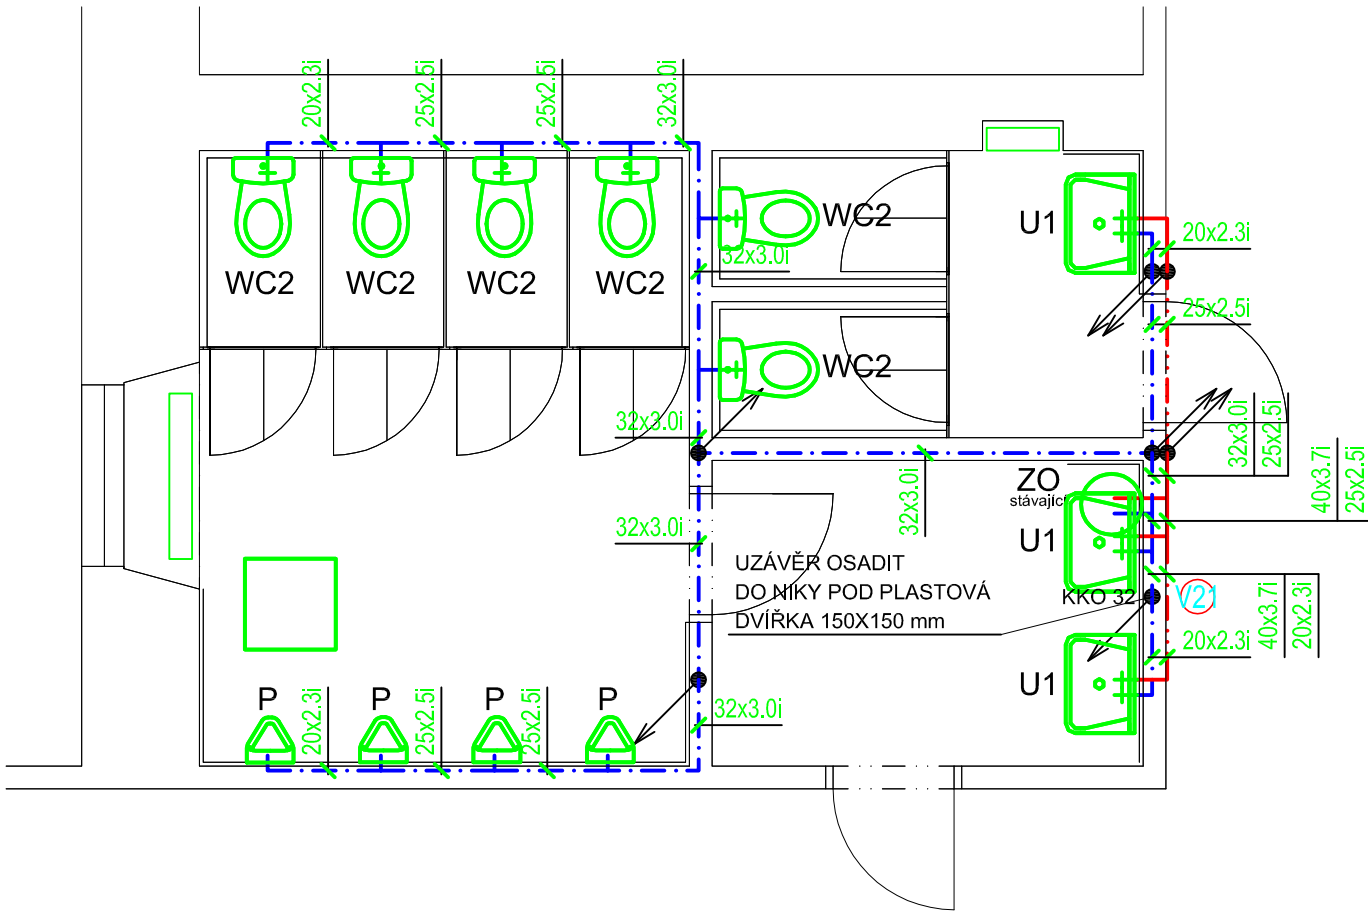 20x2.3i
25x2.5i
25x2.5i
32x3.0i
WC2
WC2
WC2
WC2
WC2
32x3.0i
U1
20x2.3i
25x2.5i
WC2
32x3.0i
32x3.0i
32x3.0i
25x2.5i
40x3.7i
25x2.5i
ZO
stávajíc
32x3.0i
U1
UZÁVĚR OSADIT
DO NIKY POD PLASTOVÁ
DVÍŘKA 150X150 mm
KKO 32
V21
40x3.7i
20x2.3i
20x2.3i
U1
P
P
P
P
20x2.3i
25x2.5i
25x2.5i
32x3.0i